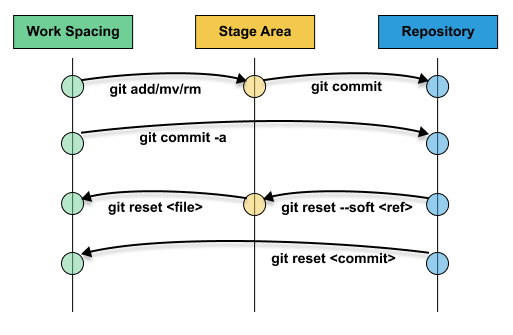 Work Spacing
Stage Area
Repository
git add/mv/rm
git commit
git commit -a
git reset <file>
git reset --soft <ref>
git reset <commit>